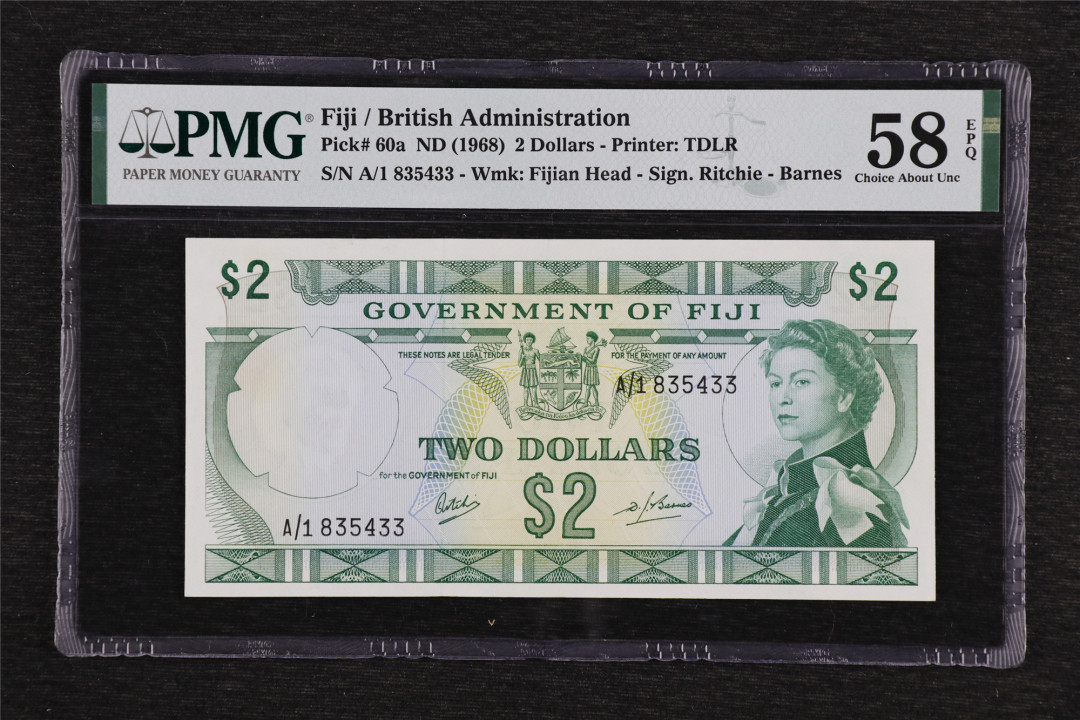 PMG®
PAPER MONEY GUARANTY
Fiji / British Administration
Pick# 60a ND (1968) 2 Dollars - Printer: TDLR
S/N A/1 835433 - Wmk: Fijian Head - Sign. Ritchie - Barnes
58
EPQ
Choice About Unc
$2
$2
GOVERNMENT OF FIJI
THESE NOTES ARE LEGAL TENDER FOR THE PAYMENT OF ANY AMOUNT
A/1 835433
TWO DOLLARS
for the GOVERNMENT of FIJI
$2
Ritchie
D. J. Barnes
A/1 835433